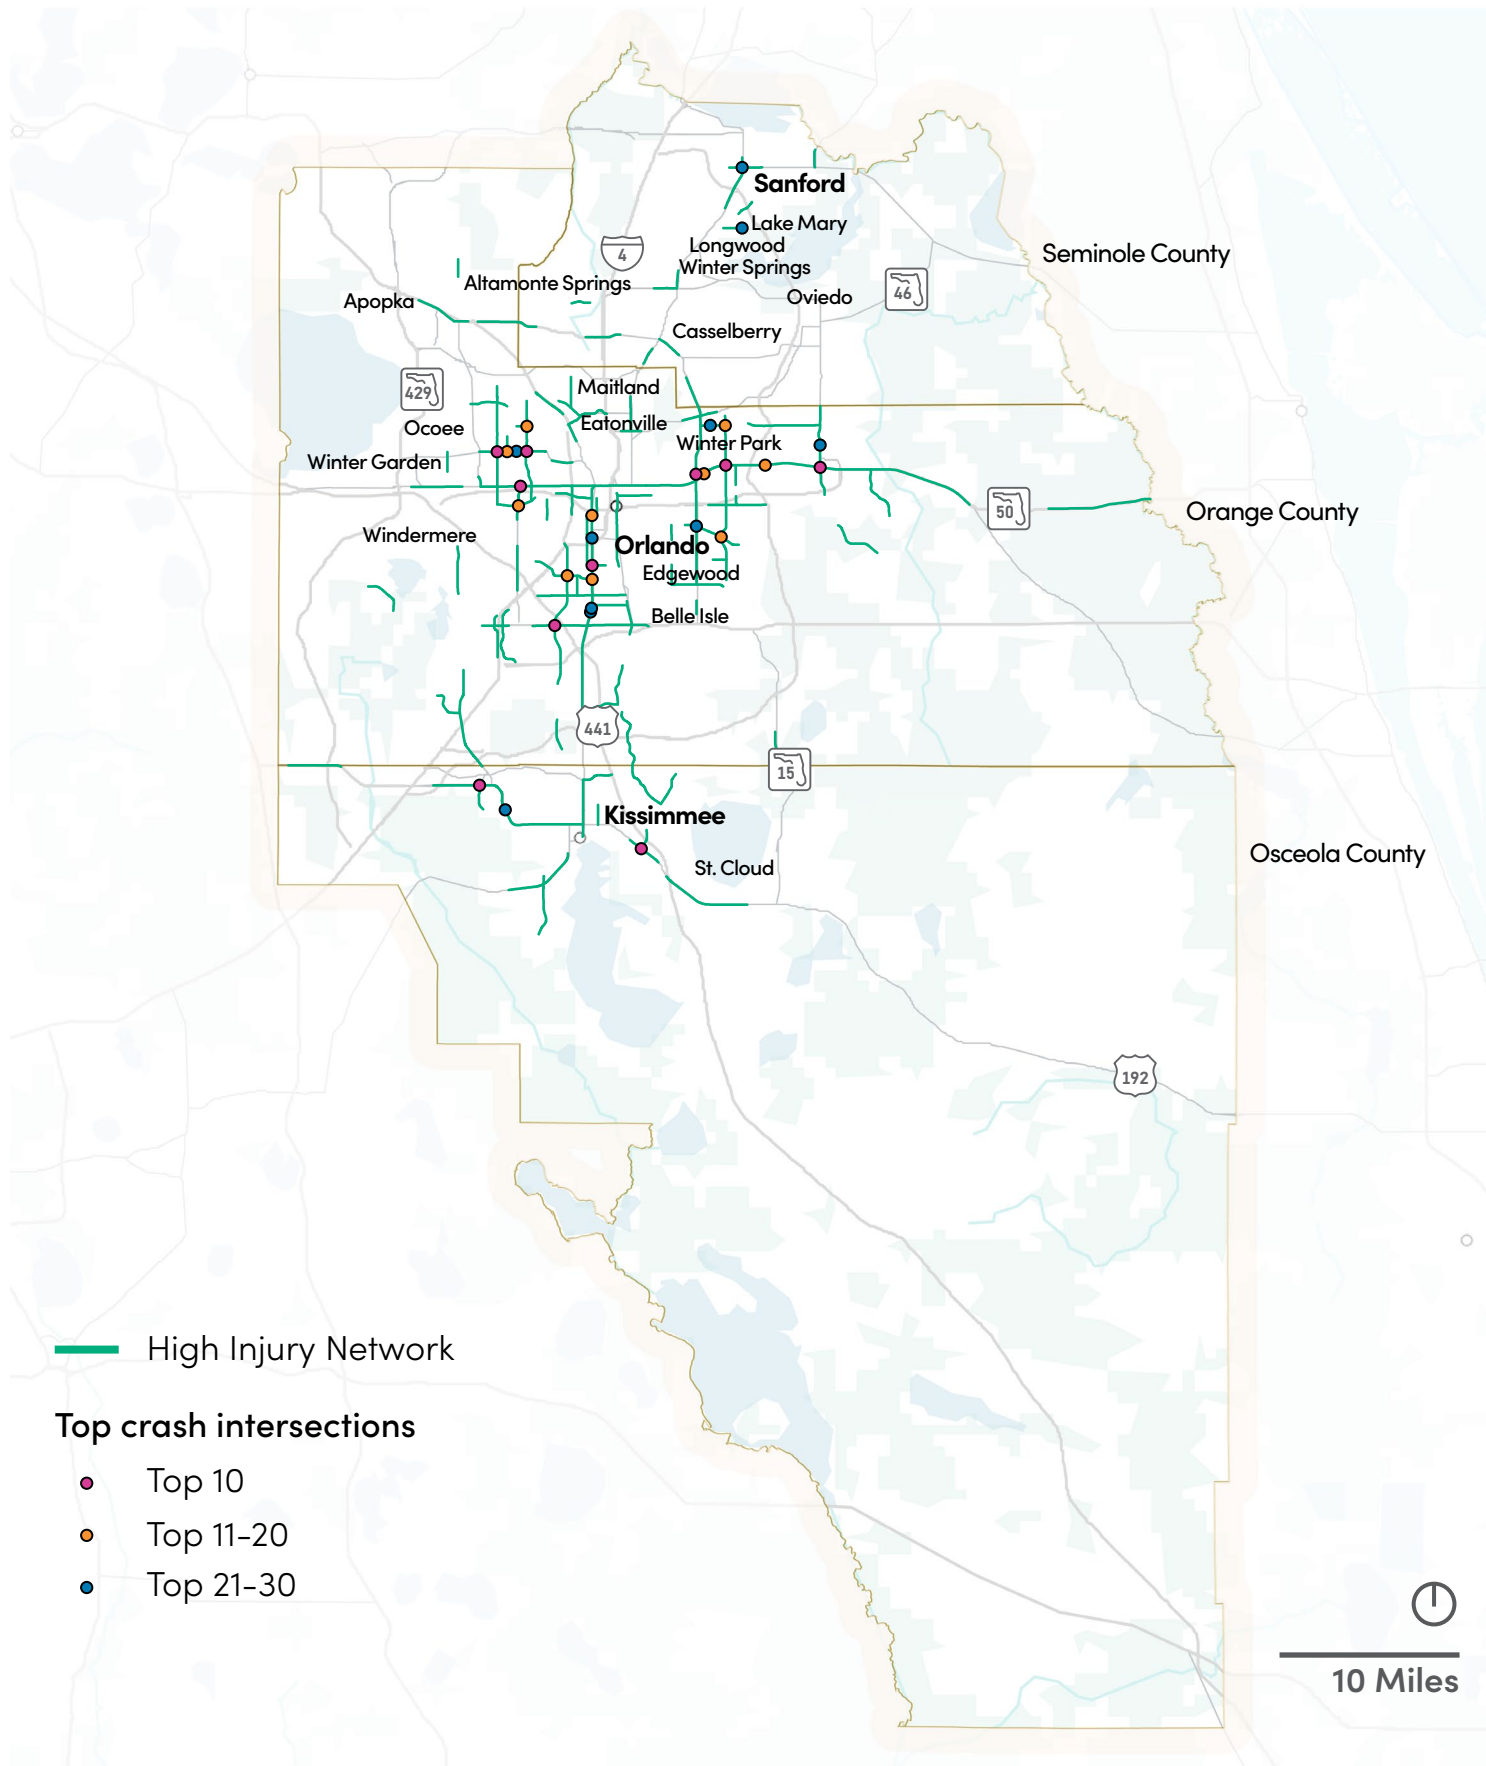 Sanford
Lake Mary
Longwood
4
Winter Springs
Seminole County
Altamonte Springs
46
Apopka
Oviedo
Casselberry
429
Maitland
Ocoee
Eatonville
Winter Park
Winter Garden
50
Orange County
Windermere
Orlando
Edgewood
Belle Isle
441
15
Kissimmee
Osceola County
St. Cloud
192
High Injury Network
Top crash intersections
Top 10
Top 11-20
Top 21-30
10 Miles